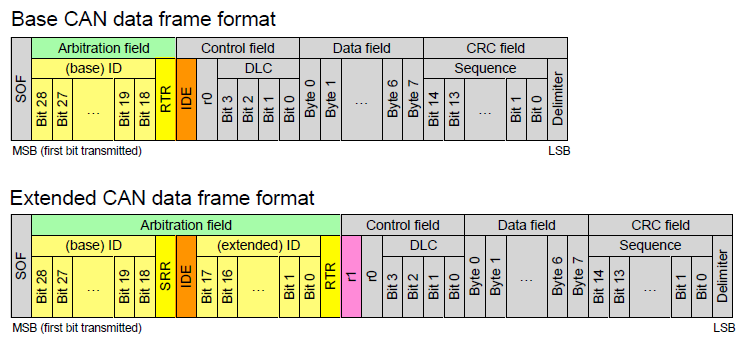 Base CAN data frame format
Arbitration field Control field Data field CRC field
(base) ID DLC Sequence
SOF Bit 28 Bit 27 ... Bit 19 Bit 18 RTR IDE r0 Bit 3 Bit 2 Bit 1 Bit 0 Byte 0 Byte 1 ... Byte 6 Byte 7 Bit 14 Bit 13 ... Bit 1 Bit 0 Delimiter
MSB (first bit transmitted) LSB
Extended CAN data frame format
Arbitration field Control field Data field CRC field
(base) ID (extended) ID DLC Sequence
SOF Bit 28 Bit 27 ... Bit 19 Bit 18 SRR IDE Bit 17 Bit 16 ... Bit 1 Bit 0 RTR r1 r0 Bit 3 Bit 2 Bit 1 Bit 0 Byte 0 Byte 1 ... Byte 6 Byte 7 Bit 14 Bit 13 ... Bit 1 Bit 0 Delimiter
MSB (first bit transmitted) LSB